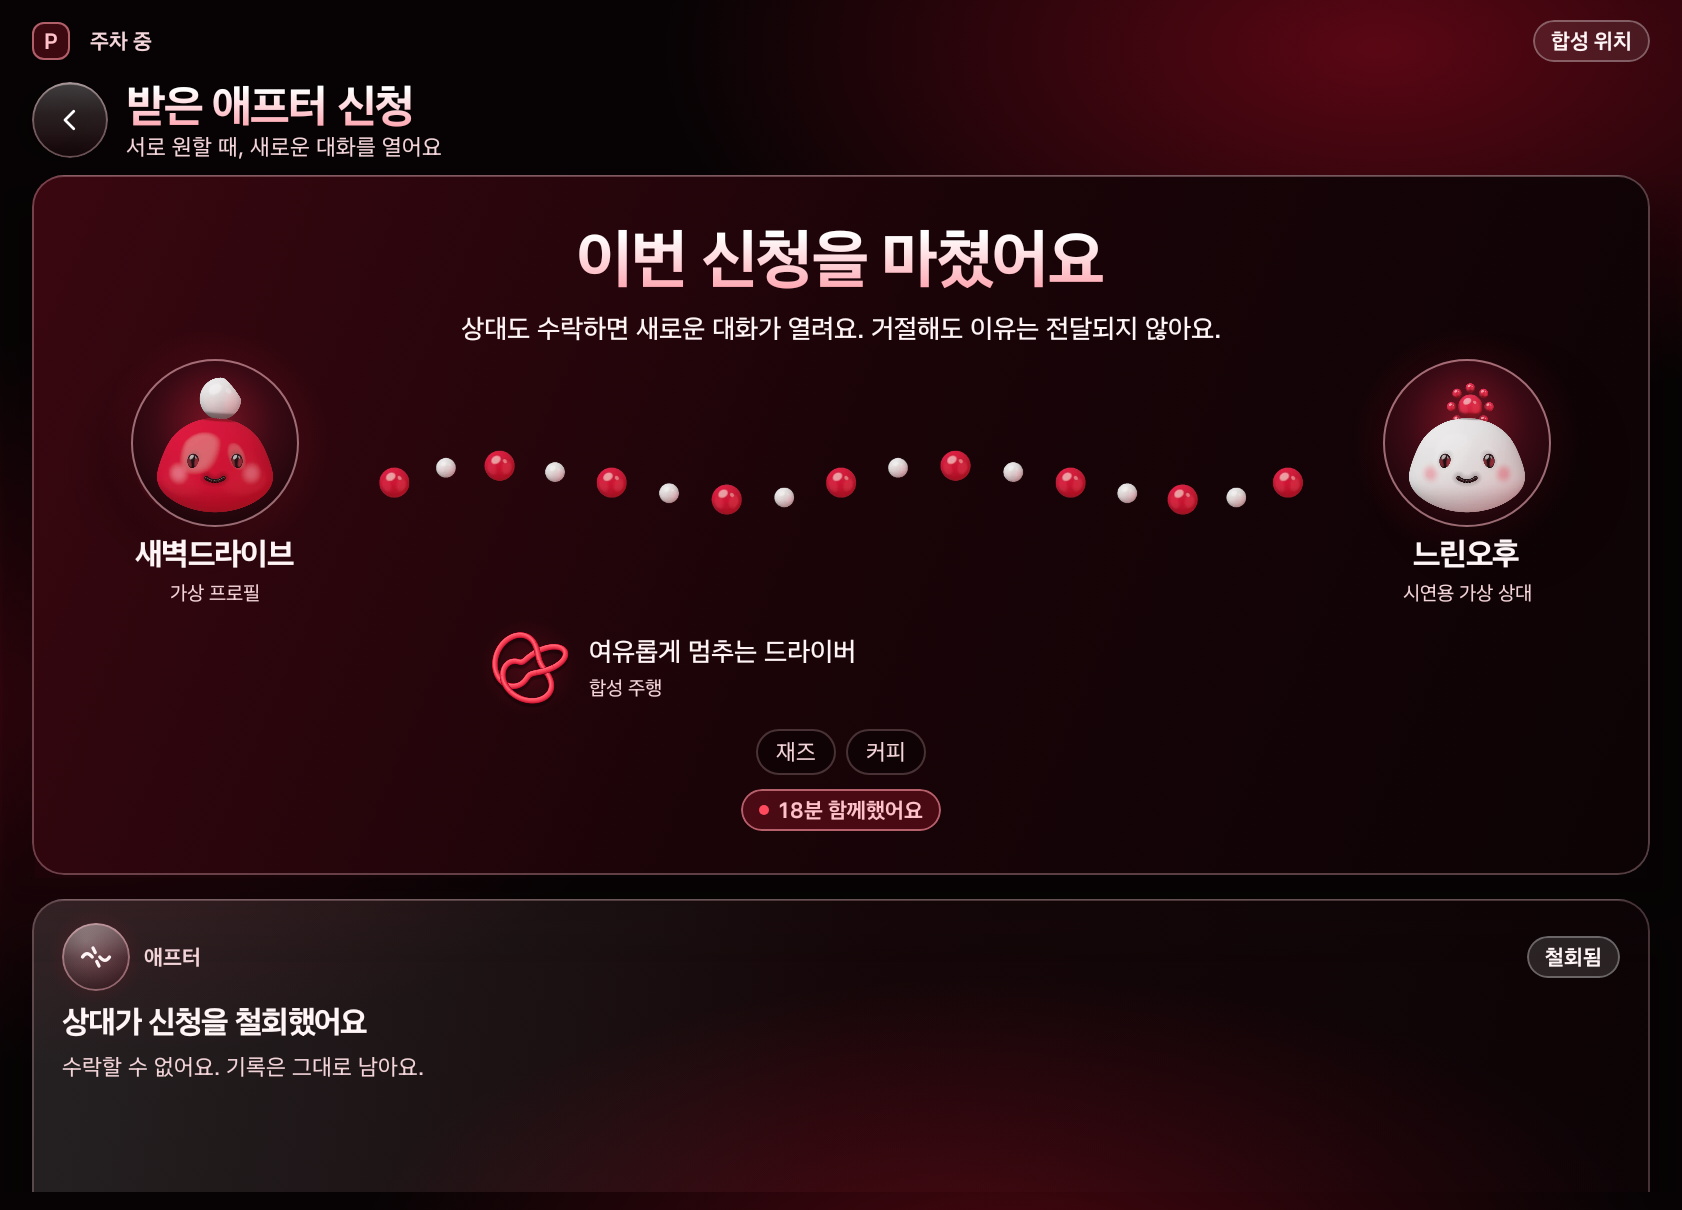 P 주차 중
합성 위치
받은 애프터 신청
서로 원할 때, 새로운 대화를 열어요
이번 신청을 마쳤어요
상대도 수락하면 새로운 대화가 열려요. 거절해도 이유는 전달되지 않아요.
새벽드라이브
가상 프로필
느린오후
시연용 가상 상대
여유롭게 멈추는 드라이버
합성 주행
재즈
커피
18분 함께했어요
애프터
철회됨
상대가 신청을 철회했어요
수락할 수 없어요. 기록은 그대로 남아요.